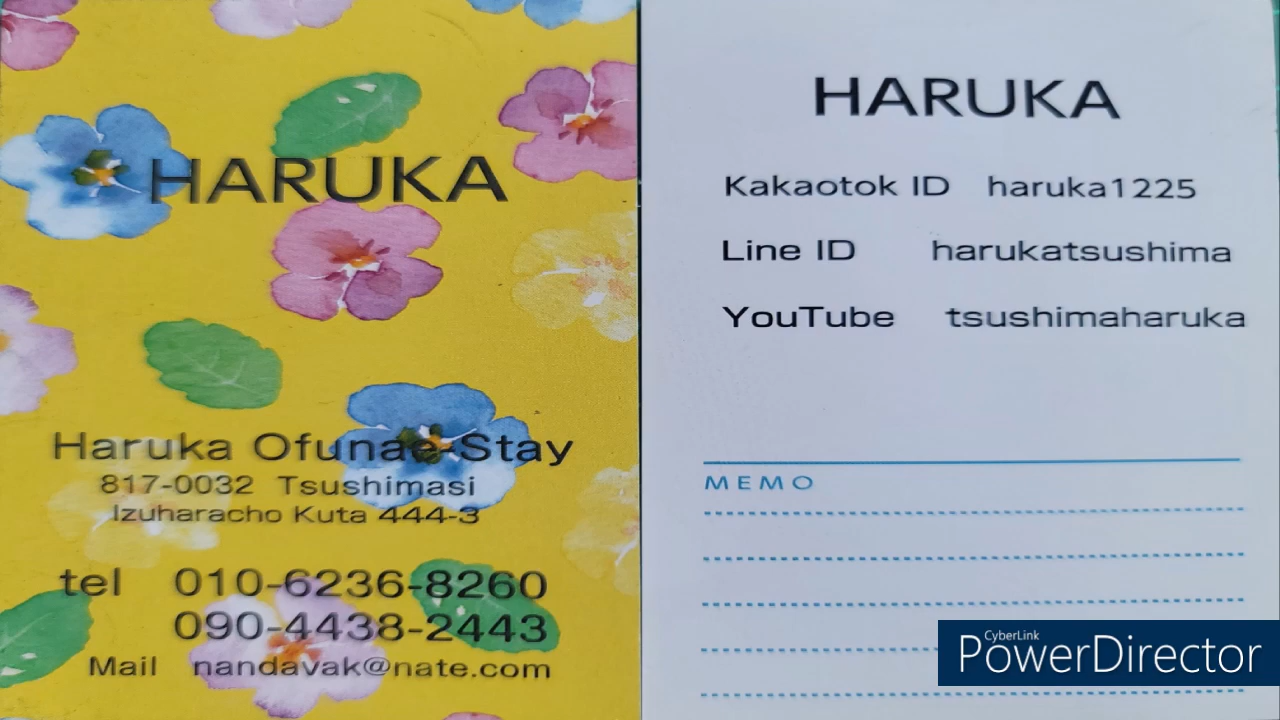 HARUKA
Haruka Ofunae-Stay
817-0032 Tsushimasi
Izuharacho Kuta 444-3
tel 010-6236-8260
090-4438-2443
Mail nandavak@nate.com
HARUKA
Kakaotok ID haruka1225
Line ID harukatsushima
YouTube tsushimaharuka
MEMO
CyberLink
PowerDirector